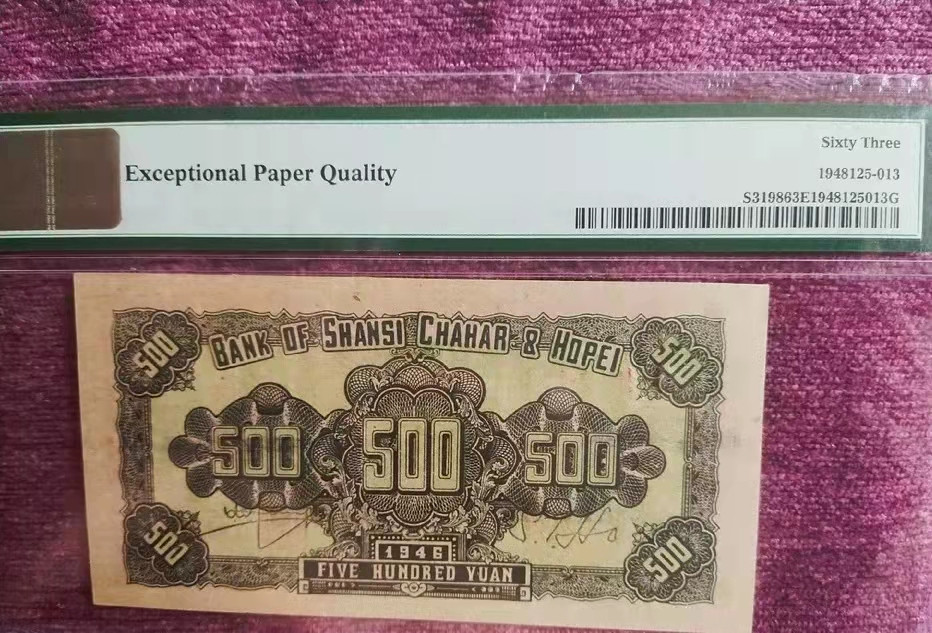 Sixty Three
Exceptional Paper Quality
1948125-013
S319863E1948125013G
BANK OF SHANSI CHAHAR & HOPEI
500
500
500
500
500
500
500
1946
FIVE HUNDRED YUAN